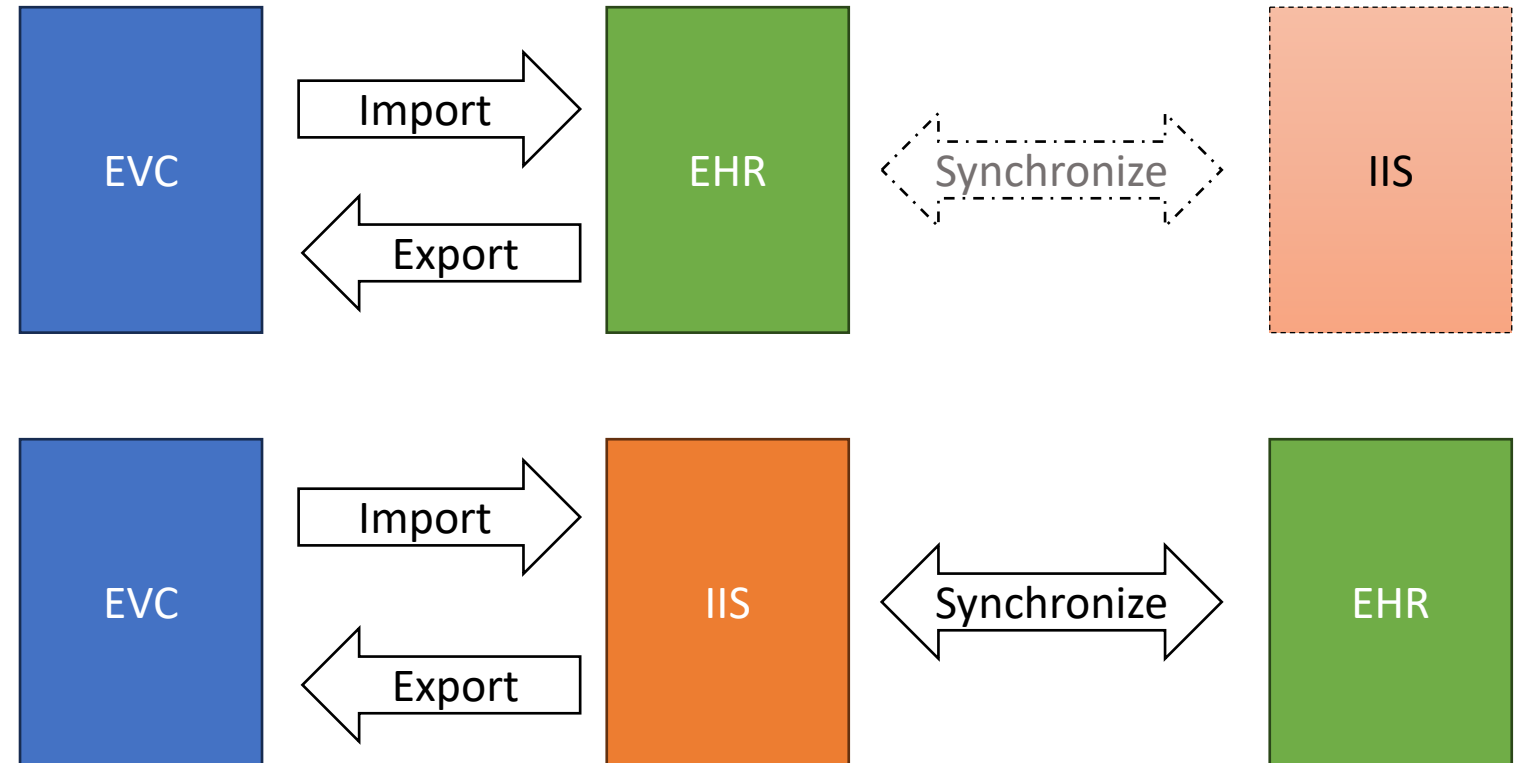 EVC
Import
Export
EHR
Synchronize
IIS
EVC
Import
Export
IIS
Synchronize
EHR